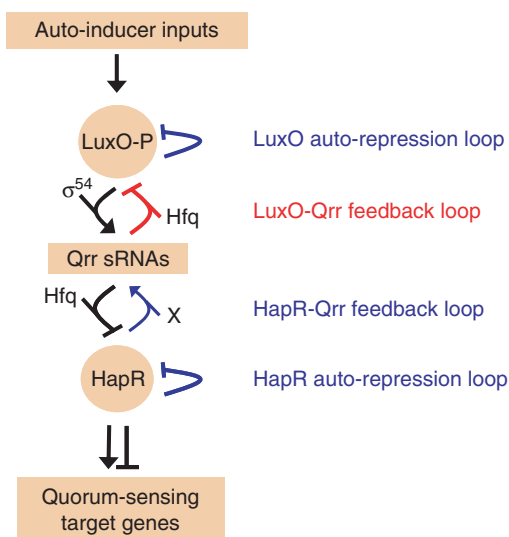 Auto-inducer inputs
LuxO-P
LuxO auto-repression loop
σ54
Hfq
LuxO-Qrr feedback loop
Qrr sRNAs
Hfq
X
HapR-Qrr feedback loop
HapR
HapR auto-repression loop
Quorum-sensing
target genes